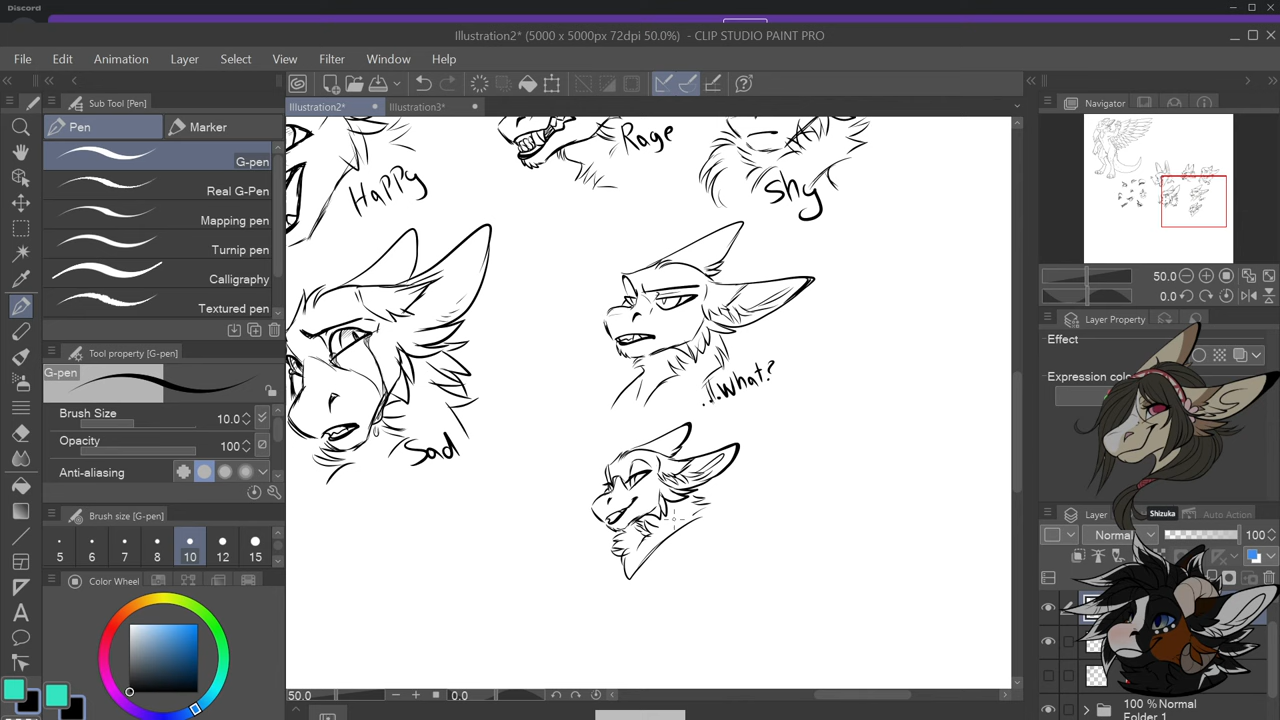 Discord
Illustration2* (5000 x 5000px 72dpi 50.0%) - CLIP STUDIO PAINT PRO
File Edit Animation Layer Select View Filter Window Help
Sub Tool [Pen]
Illustration2* Illustration3*
Navigator
Pen Marker
G-pen
Real G-Pen
Mapping pen
Turnip pen
Calligraphy
Textured pen
Tool property [G-pen]
G-pen
Brush Size 10.0
Opacity 100
Anti-aliasing
Brush size [G-pen]
5 6 7 8 10 12 15
Color Wheel
Happy
Rage
Shy
Sad
...What?
50.0 0.0
50.0
0.0
Layer Property
Effect
Expression colo
Layer Shizuka Auto Action
Normal 100
100 % Normal
Folder 1